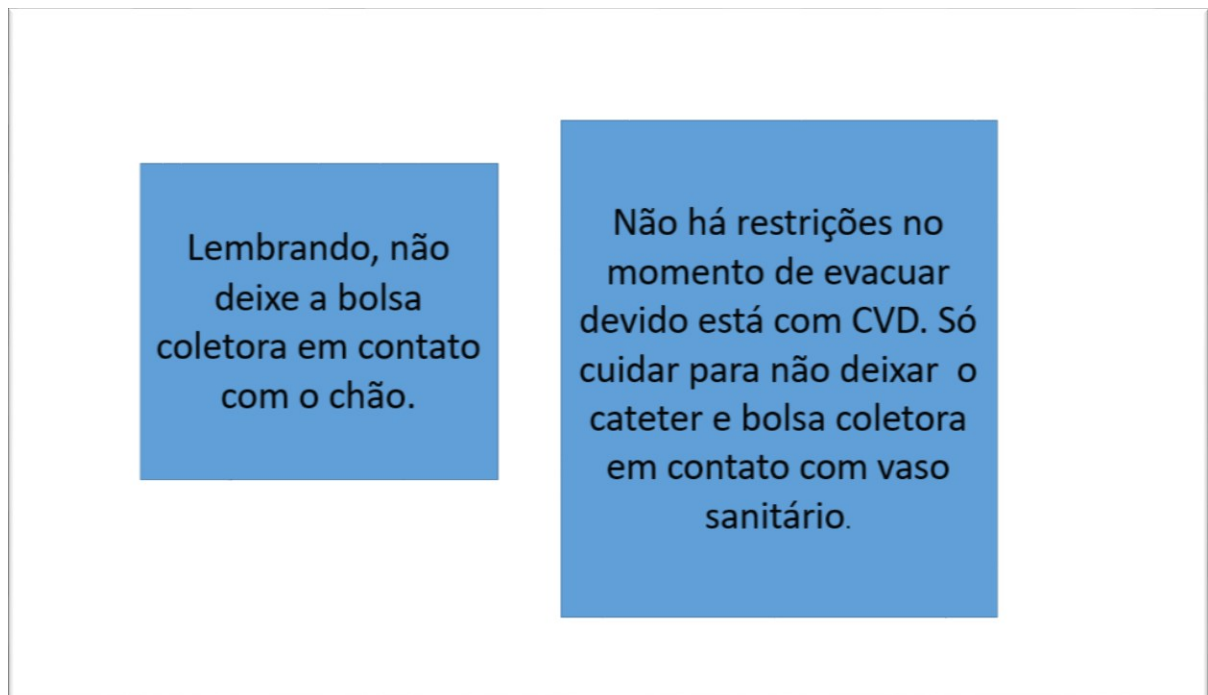 Lembrando, não
deixe a bolsa
coletora em contato
com o chão.
Não há restrições no
momento de evacuar
devido está com CVD. Só
cuidar para não deixar  o
cateter e bolsa coletora
em contato com vaso
sanitário.